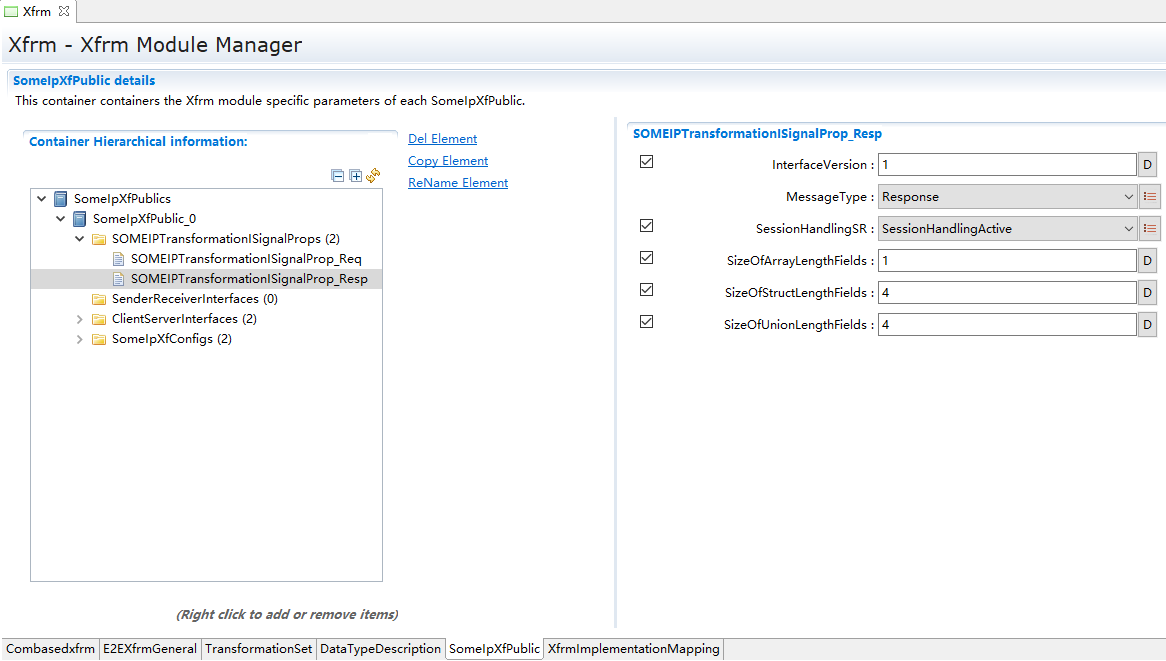 Xfrm
Xfrm - Xfrm Module Manager
SomeIpXfPublic details
This container containers the Xfrm module specific parameters of each SomeIpXfPublic.
Container Hierarchical information:
SomeIpXfPublics
SomeIpXfPublic_0
SOMEIPTransformationISignalProps (2)
SOMEIPTransformationISignalProp_Req
SOMEIPTransformationISignalProp_Resp
SenderReceiverInterfaces (0)
ClientServerInterfaces (2)
SomeIpXfConfigs (2)
(Right click to add or remove items)
Del Element
Copy Element
ReName Element
SOMEIPTransformationISignalProp_Resp
InterfaceVersion : 1 D
MessageType : Response
SessionHandlingSR : SessionHandlingActive
SizeOfArrayLengthFields : 1 D
SizeOfStructLengthFields : 4 D
SizeOfUnionLengthFields : 4 D
Combasedxfrm E2EXfrmGeneral TransformationSet DataTypeDescription SomeIpXfPublic XfrmImplementationMapping